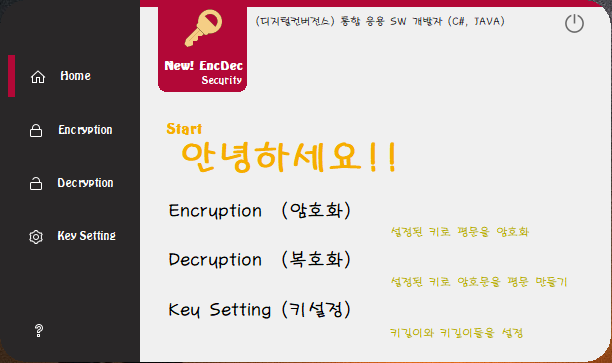 (디지털컨버전스) 통합 응용 SW 개발자 (C#, JAVA)
New! EncDec
Security
Home
Encryption
Decryption
Key Setting
?
Start
안녕하세요!!
Encryption (암호화)
설정된 키로 평문을 암호화
Decryption (복호화)
설정된 키로 암호문을 평문 만들기
Key Setting (키설정)
키길이와 키길이들을 설정